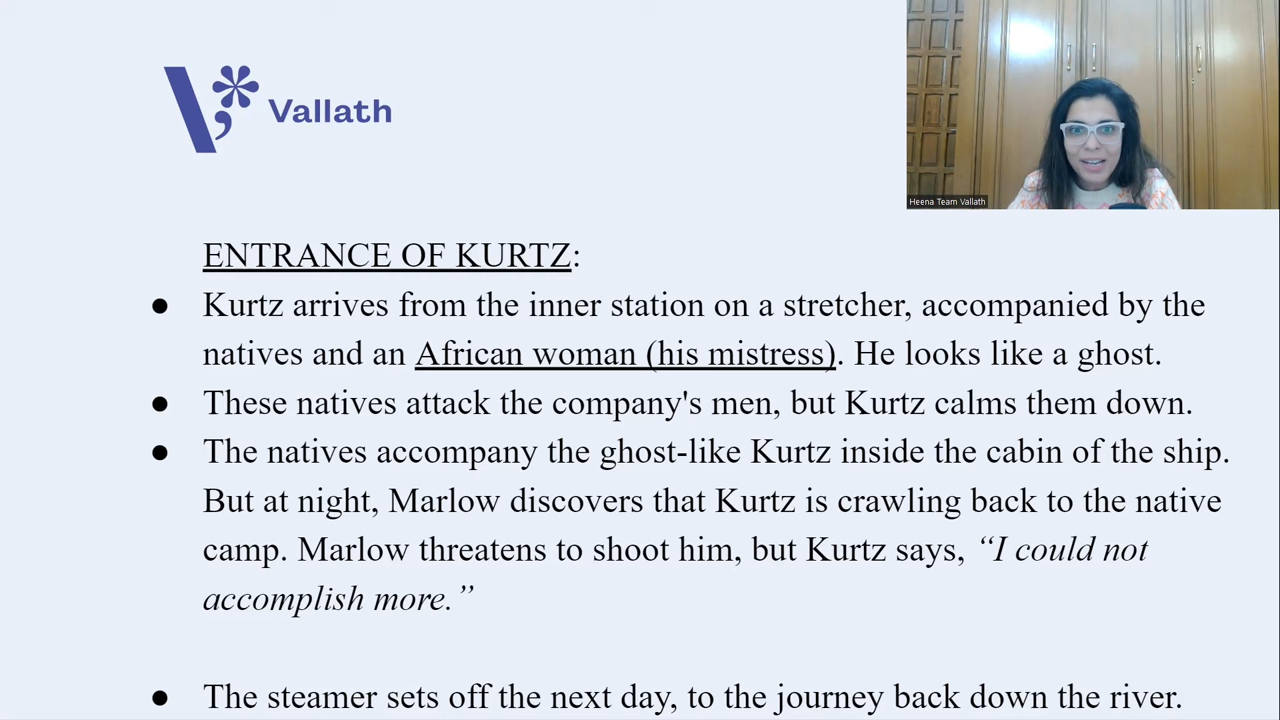 Vallath
Heena Team Vallath
ENTRANCE OF KURTZ:
● Kurtz arrives from the inner station on a stretcher, accompanied by the
natives and an African woman (his mistress). He looks like a ghost.
● These natives attack the company's men, but Kurtz calms them down.
● The natives accompany the ghost-like Kurtz inside the cabin of the ship.
But at night, Marlow discovers that Kurtz is crawling back to the native
camp. Marlow threatens to shoot him, but Kurtz says, “I could not
accomplish more.”
● The steamer sets off the next day, to the journey back down the river.